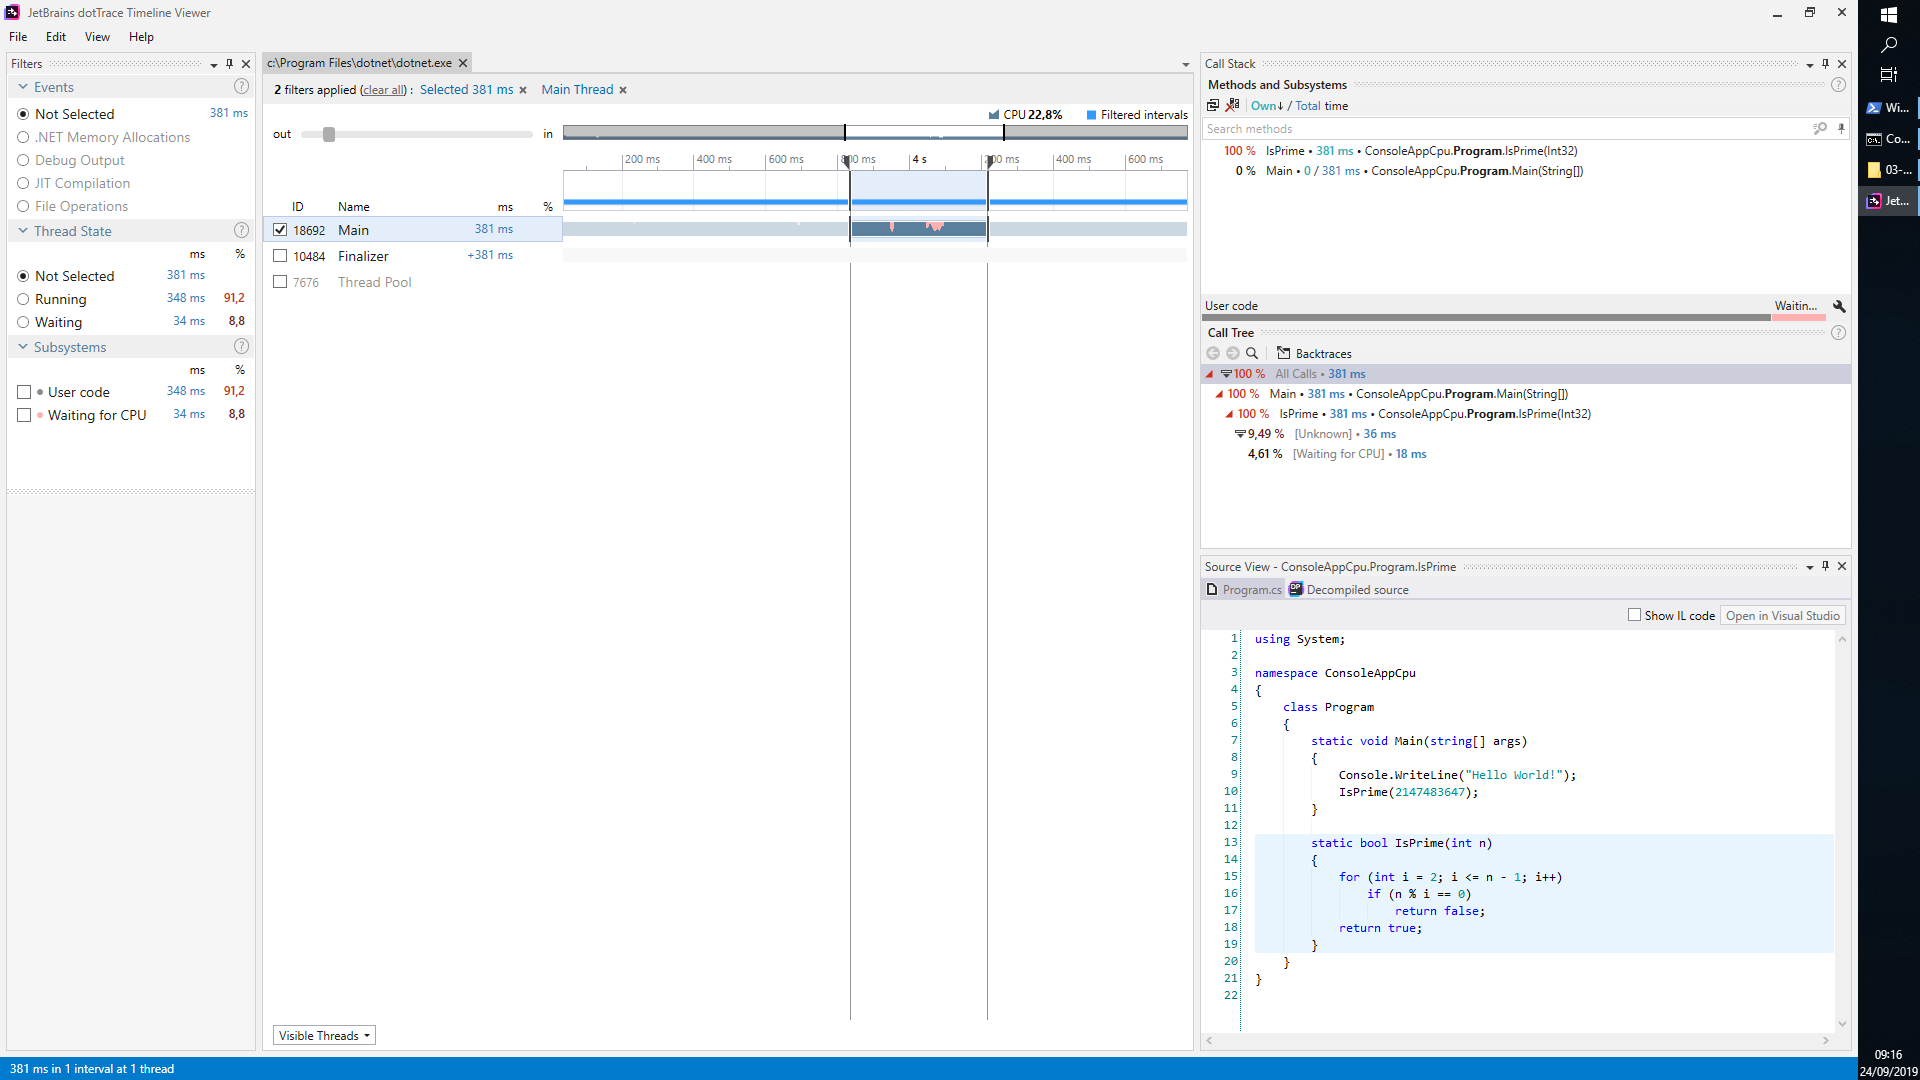 JetBrains dotTrace Timeline Viewer
File Edit View Help
Filters
Events
Not Selected 381 ms
.NET Memory Allocations
Debug Output
JIT Compilation
File Operations
Thread State
ms %
Not Selected 381 ms
Running 348 ms 91,2
Waiting 34 ms 8,8
Subsystems
ms %
User code 348 ms 91,2
Waiting for CPU 34 ms 8,8
c:\Program Files\dotnet\dotnet.exe
2 filters applied (clear all) : Selected 381 ms Main Thread
CPU 22,8% Filtered intervals
out in
200 ms 400 ms 600 ms 800 ms 4 s 200 ms 400 ms 600 ms
ID Name ms %
18692 Main 381 ms
10484 Finalizer +381 ms
7676 Thread Pool
Visible Threads
Call Stack
Methods and Subsystems
Own↓ / Total time
Search methods
100 % IsPrime • 381 ms • ConsoleAppCpu.Program.IsPrime(Int32)
0 % Main • 0 / 381 ms • ConsoleAppCpu.Program.Main(String[])
User code Waitin...
Call Tree
Backtraces
100 % All Calls • 381 ms
100 % Main • 381 ms • ConsoleAppCpu.Program.Main(String[])
100 % IsPrime • 381 ms • ConsoleAppCpu.Program.IsPrime(Int32)
9,49 % [Unknown] • 36 ms
4,61 % [Waiting for CPU] • 18 ms
Source View - ConsoleAppCpu.Program.IsPrime
Program.cs DP Decompiled source
Show IL code Open in Visual Studio
1 using System;
2
3 namespace ConsoleAppCpu
4 {
5 class Program
6 {
7 static void Main(string[] args)
8 {
9 Console.WriteLine("Hello World!");
10 IsPrime(2147483647);
11 }
12
13 static bool IsPrime(int n)
14 {
15 for (int i = 2; i <= n - 1; i++)
16 if (n % i == 0)
17 return false;
18 return true;
19 }
20 }
21 }
22
381 ms in 1 interval at 1 thread
Wi...
Co...
03-...
Jet...
09:16
24/09/2019